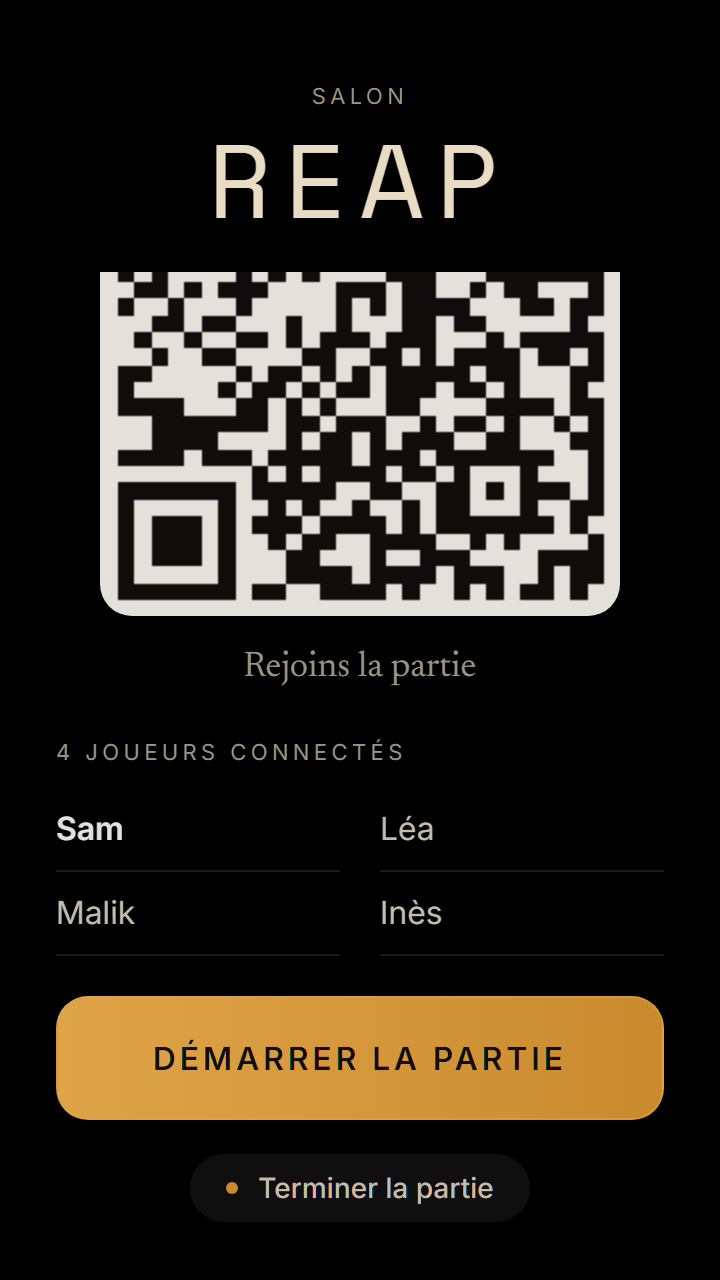 SALON
REAP
Rejoins la partie
4 JOUEURS CONNECTÉS
Sam
Léa
Malik
Inès
DÉMARRER LA PARTIE
Terminer la partie